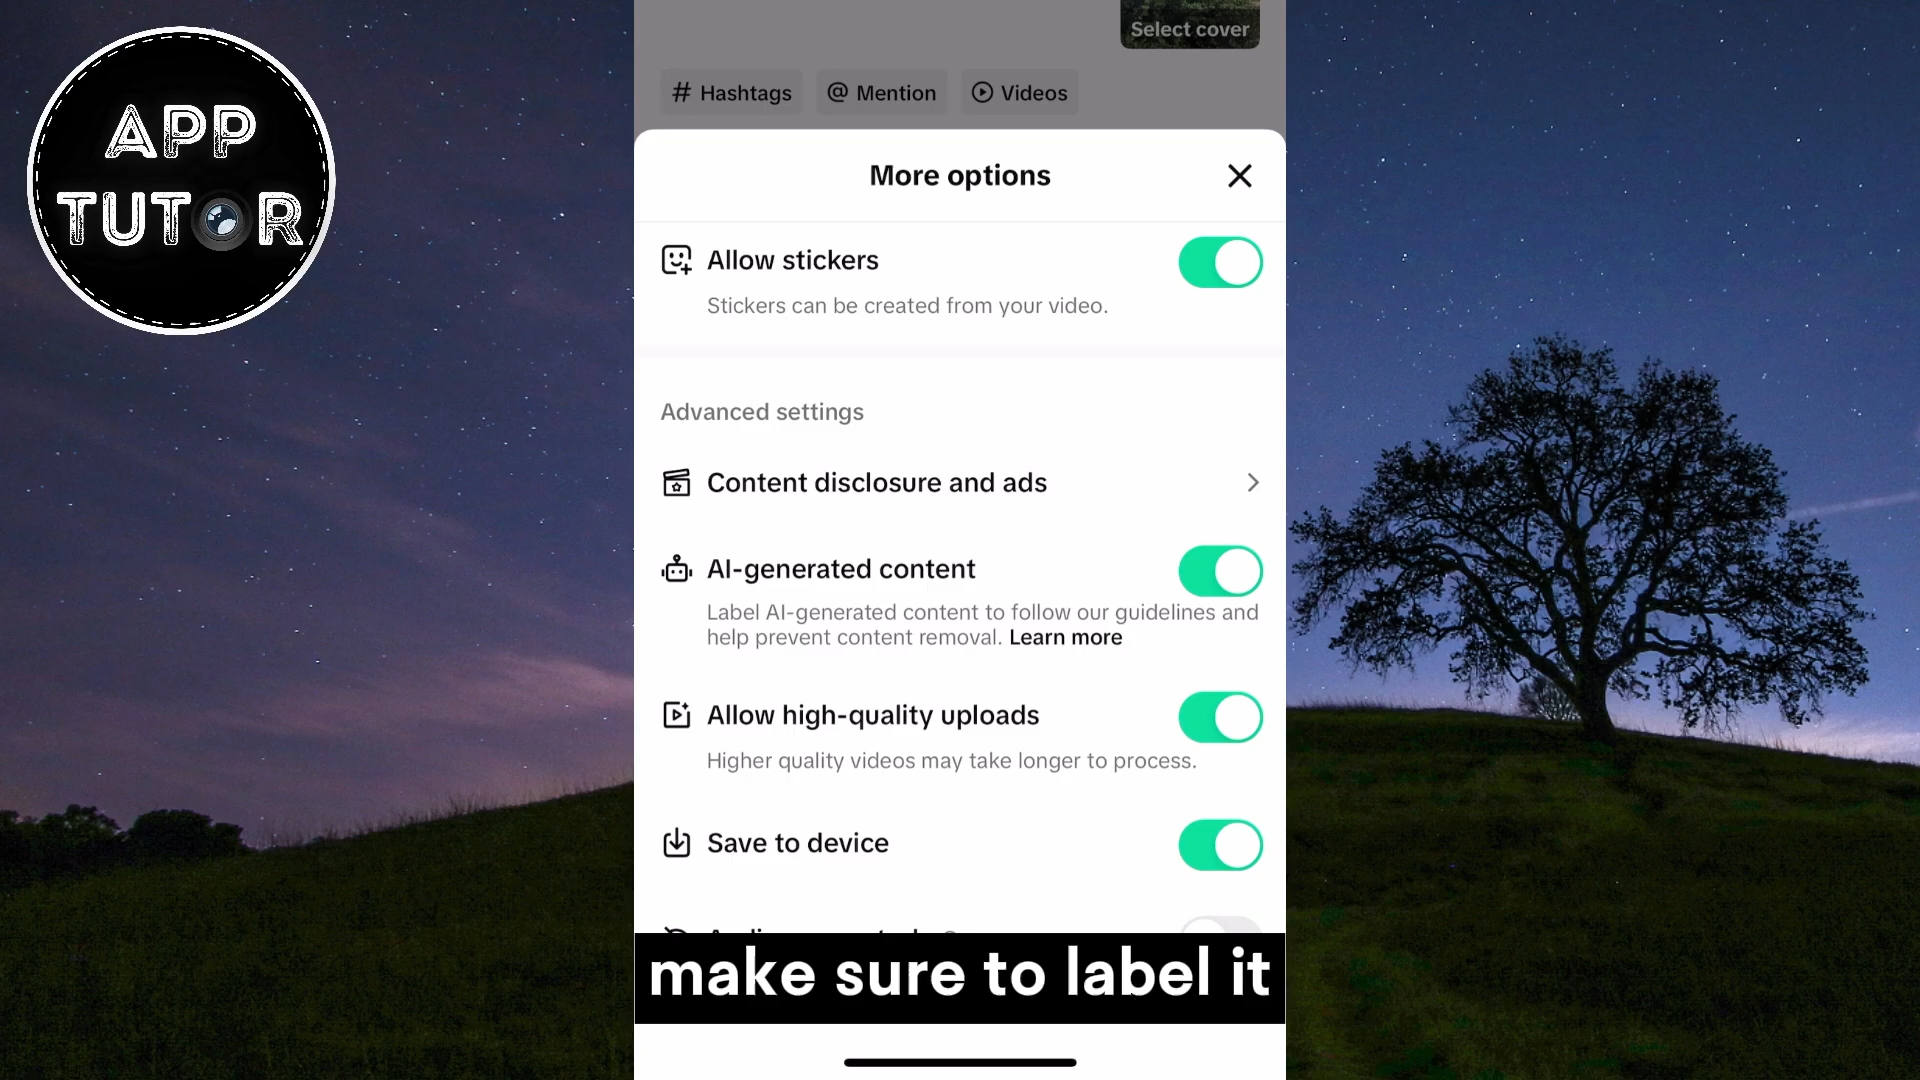 APP
TUTOR
Select cover
# Hashtags
@ Mention
Videos
More options
Allow stickers
Stickers can be created from your video.
Advanced settings
Content disclosure and ads
AI-generated content
Label AI-generated content to follow our guidelines and
help prevent content removal. Learn more
Allow high-quality uploads
Higher quality videos may take longer to process.
Save to device
make sure to label it